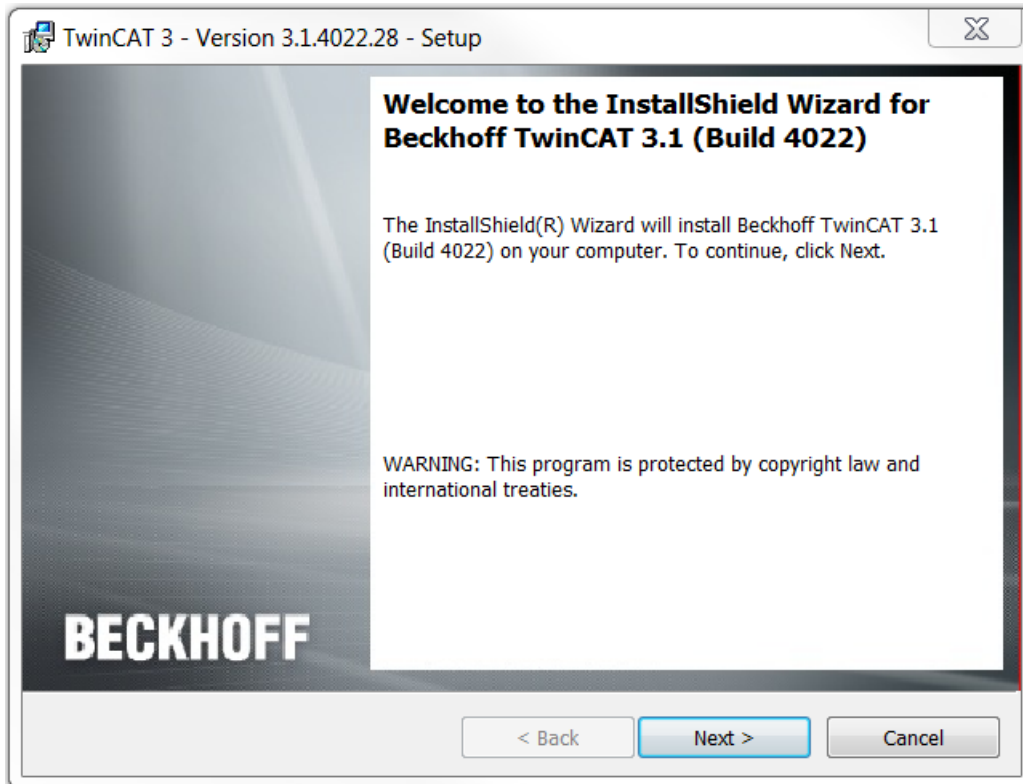 TwinCAT 3 - Version 3.1.4022.28 - Setup
Welcome to the InstallShield Wizard for
Beckhoff TwinCAT 3.1 (Build 4022)
The InstallShield(R) Wizard will install Beckhoff TwinCAT 3.1
(Build 4022) on your computer. To continue, click Next.
WARNING: This program is protected by copyright law and
international treaties.
BECKHOFF
< Back Next > Cancel